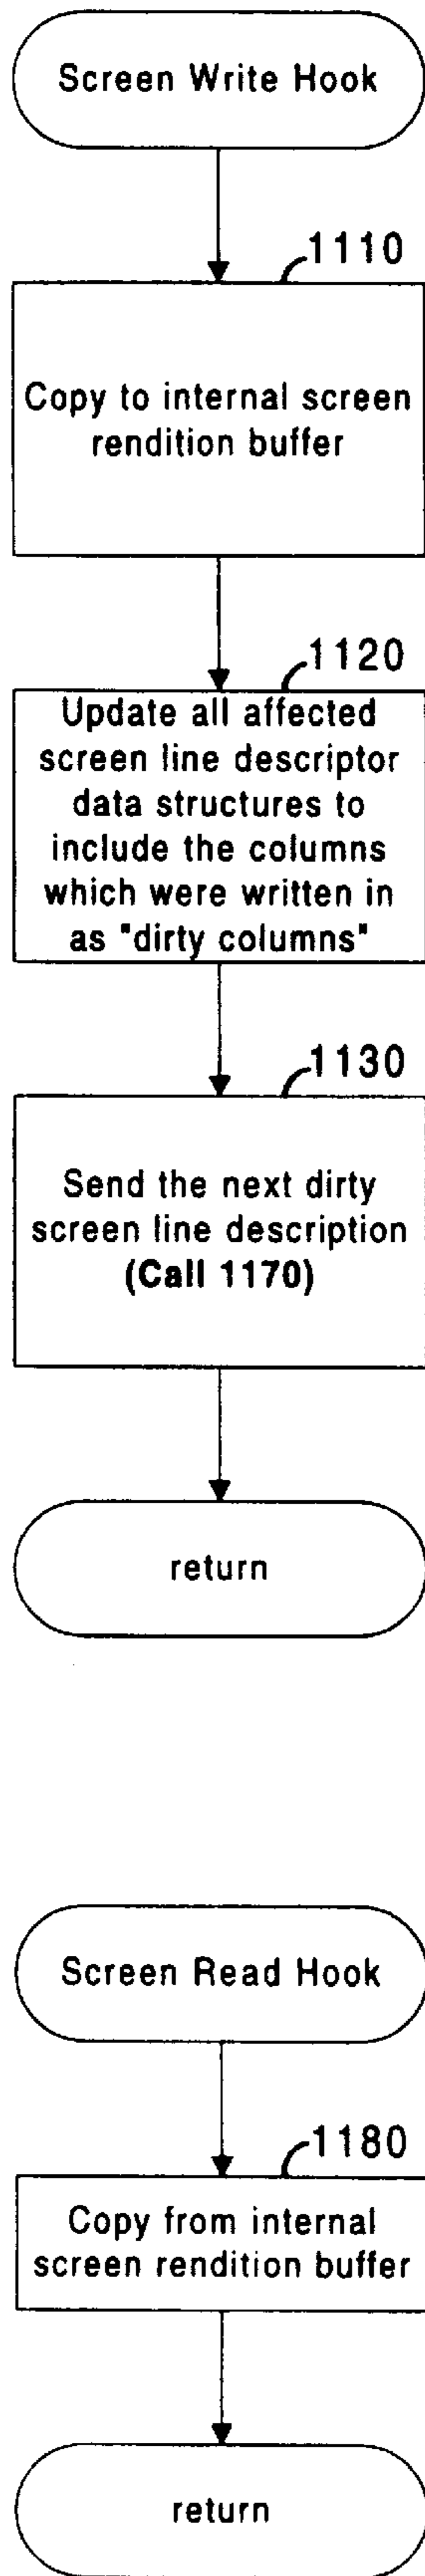 Screen Write Hook
1110
Copy to internal screen
rendition buffer
1120
Update all affected
screen line descriptor
data structures to
include the columns
which were written in
as "dirty columns"
1130
Send the next dirty
screen line description
(Call 1170)
return
Screen Read Hook
1180
Copy from internal
screen rendition buffer
return